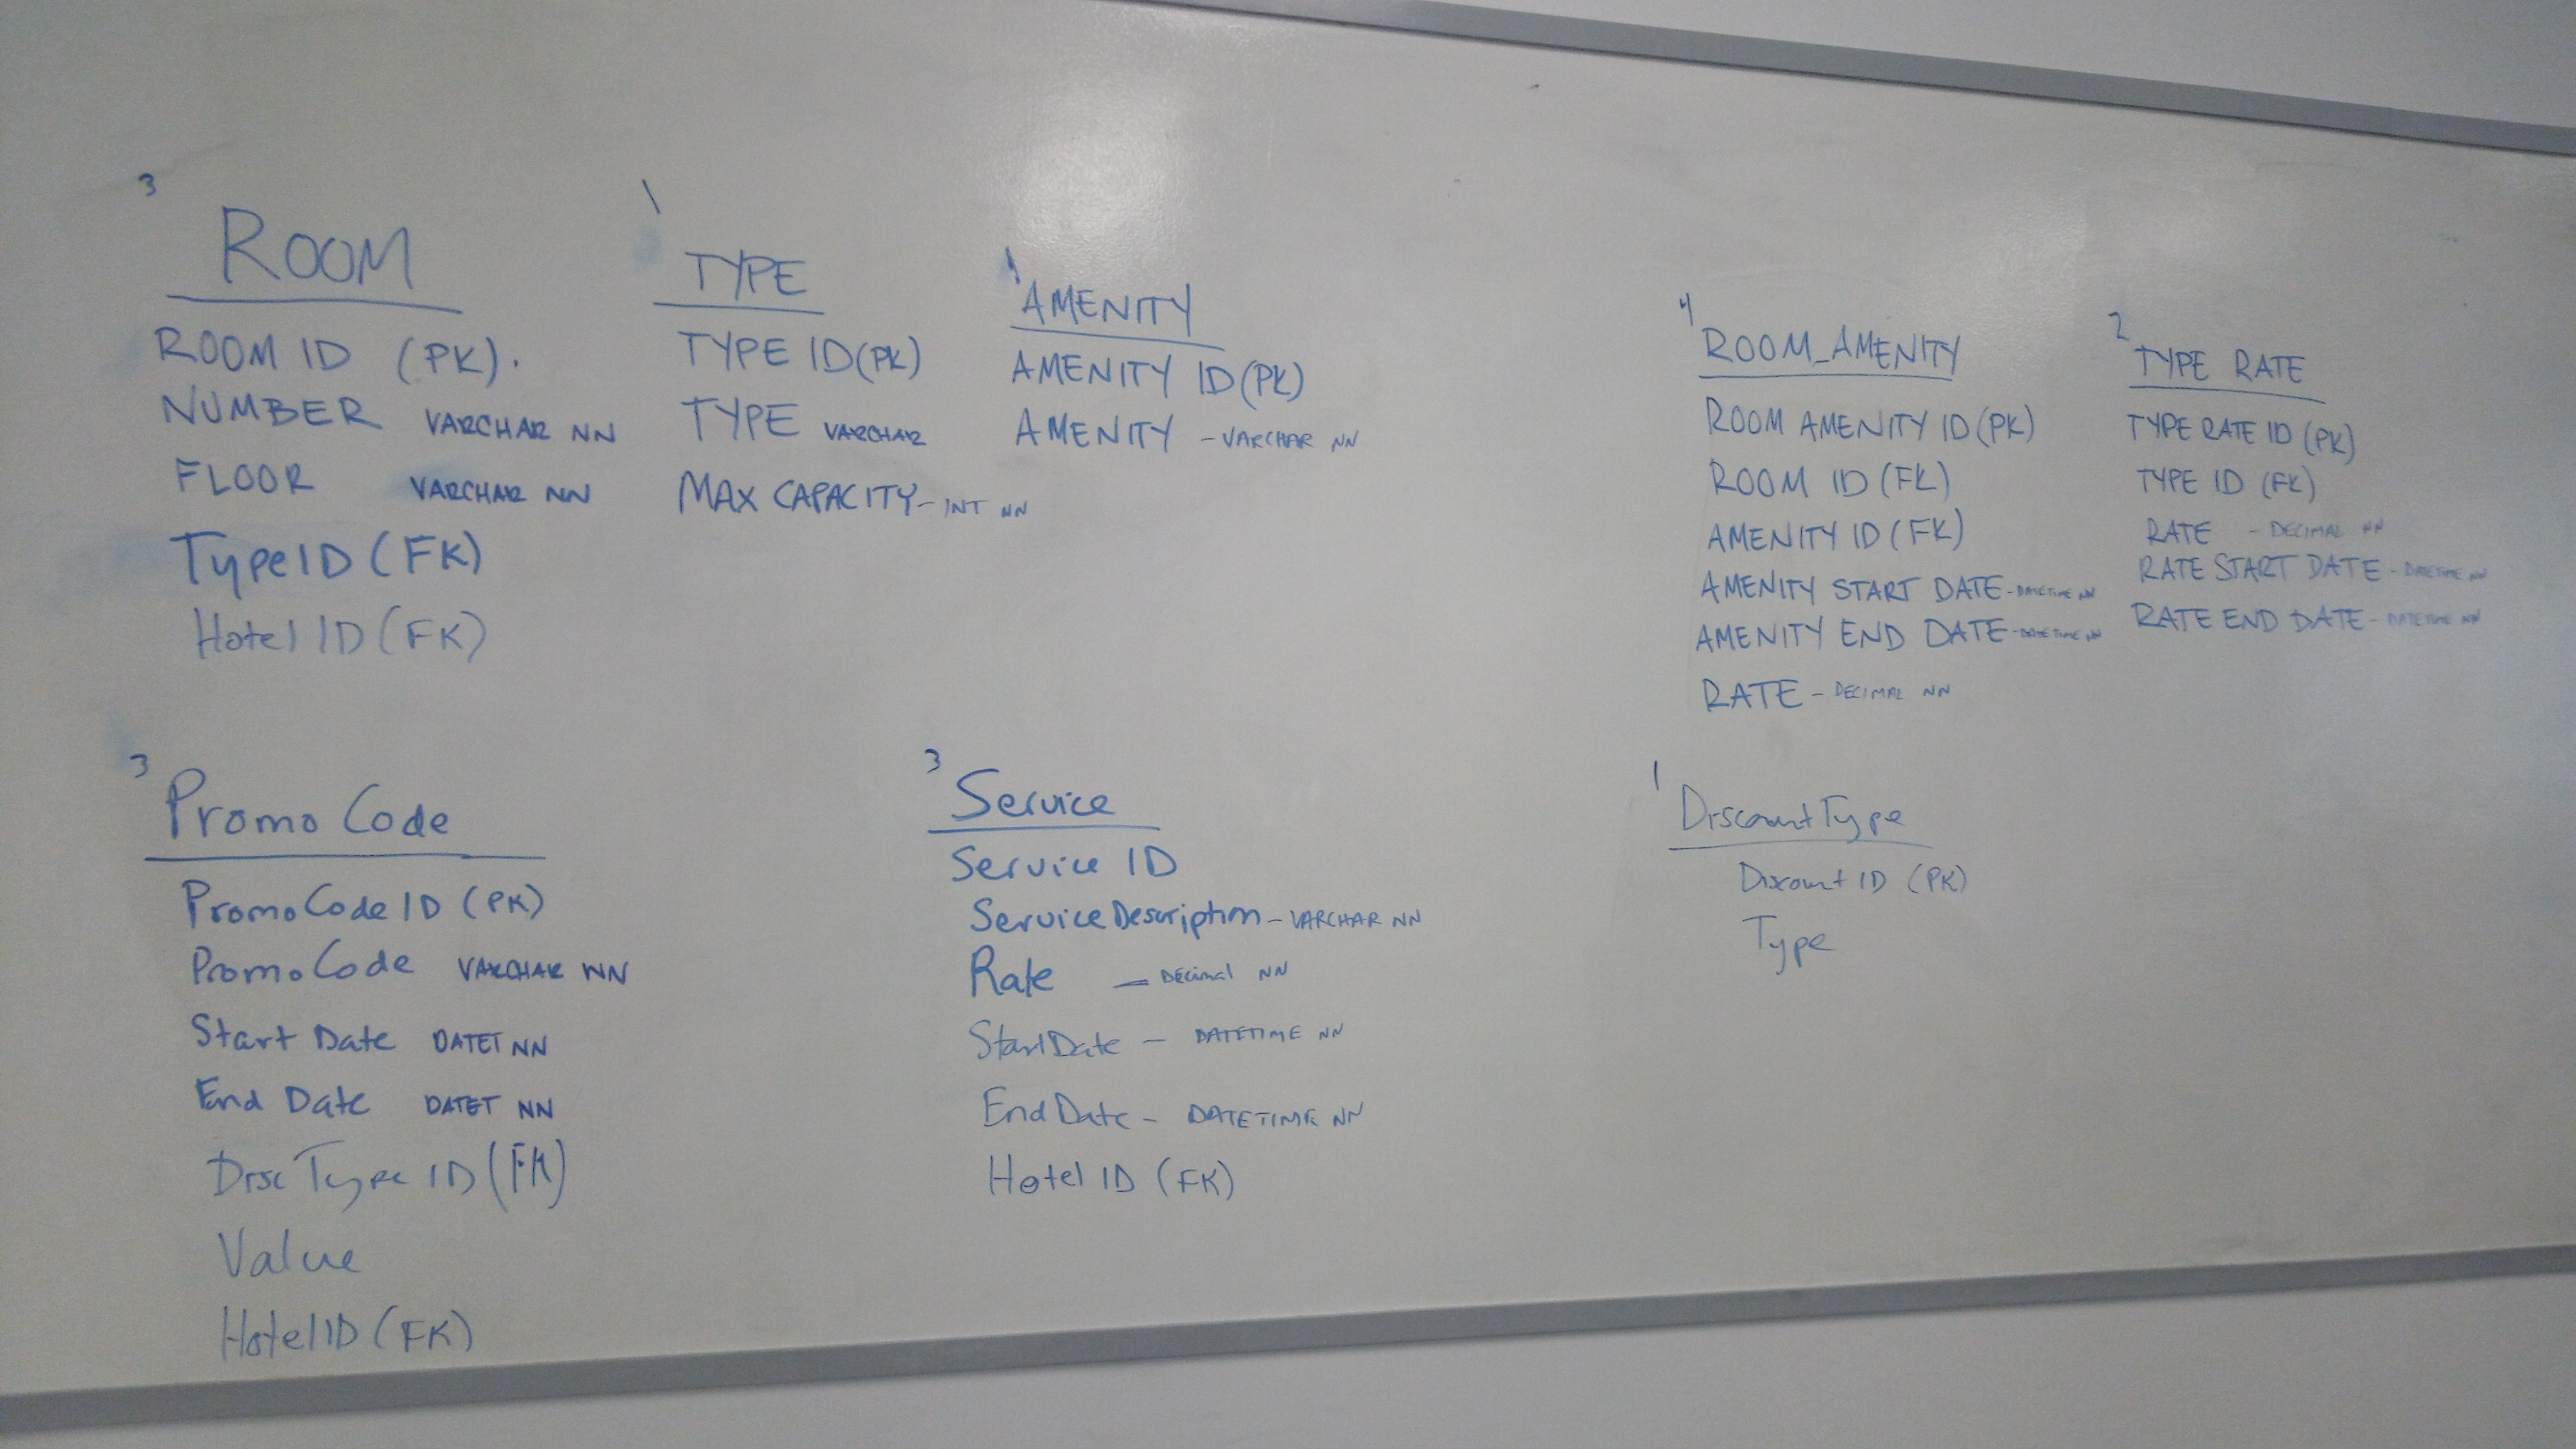 3
ROOM
ROOM ID (PK).
NUMBER VARCHAR NN
FLOOR VARCHAR NN
TypeID (FK)
Hotel ID (FK)
1
TYPE
TYPE ID(PK)
TYPE VARCHAR
MAX CAPACITY - INT NN
1
AMENITY
AMENITY ID(PK)
AMENITY - VARCHAR NN
4
ROOM_AMENITY
ROOM AMENITY ID(PK)
ROOM ID (FK)
AMENITY ID (FK)
AMENITY START DATE - DATETIME NN
AMENITY END DATE - DATETIME NN
RATE - DECIMAL NN
2
TYPE RATE
TYPE RATE ID (PK)
TYPE ID (FK)
RATE - DECIMAL NN
RATE START DATE - DATETIME NN
RATE END DATE - DATETIME NN
3
Promo Code
PromoCode ID (PK)
PromoCode VARCHAR NN
Start Date DATET NN
End Date DATET NN
Disc Type ID (FK)
Value
HotelID (FK)
3
Service
Service ID
Service Description - VARCHAR NN
Rate - Decimal NN
StartDate - DATETIME NN
EndDate - DATETIME NN
Hotel ID (FK)
1
DiscountType
Discount ID (PK)
Type